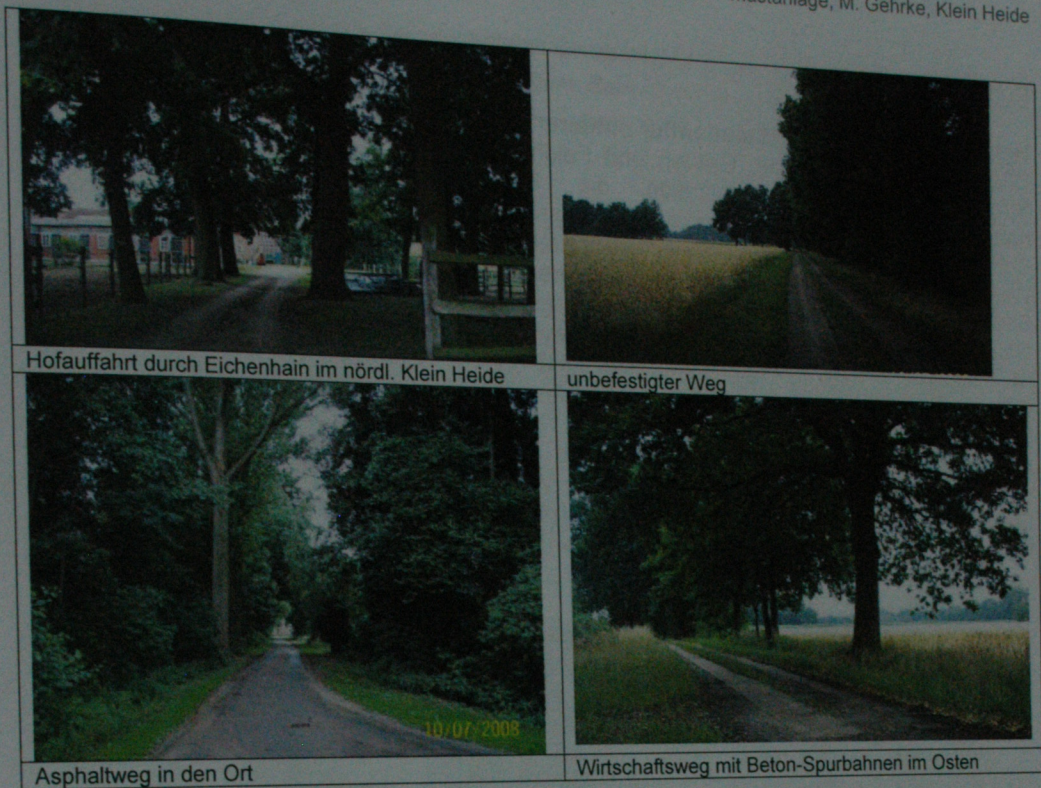 M. Gehrke, Klein Heide
Hofauffahrt durch Eichenhain im nördl. Klein Heide
unbefestigter Weg
10/07/2008
Asphaltweg in den Ort
Wirtschaftsweg mit Beton-Spurbahnen im Osten